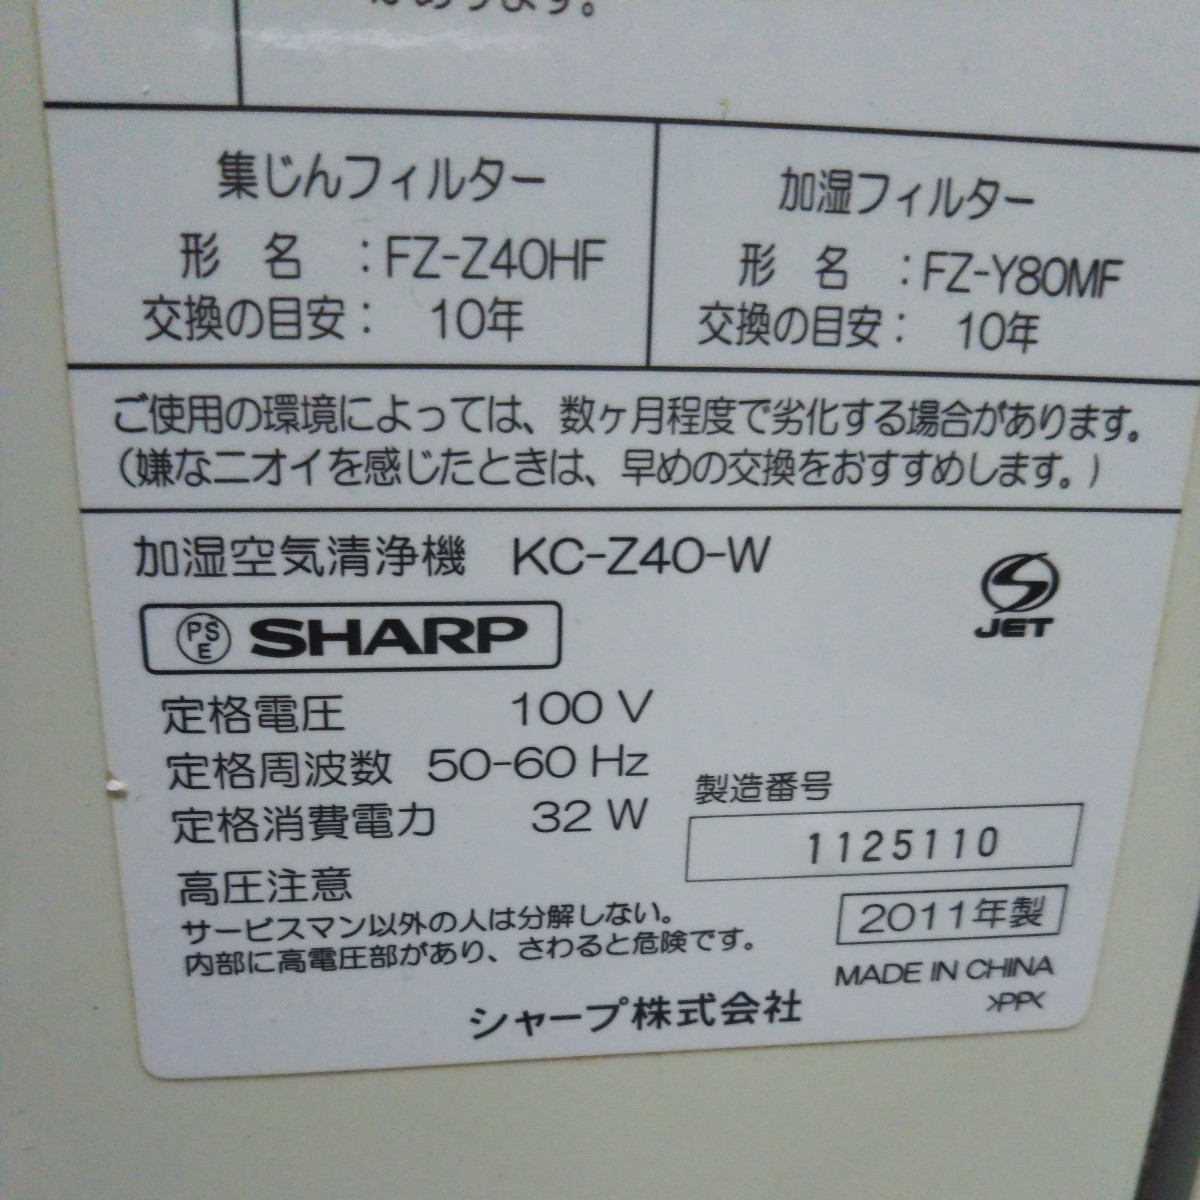 があります。
集じんフィルター
形 名 :FZ-Z40HF
交換の目安: 10年
加湿フィルター
形 名 :FZ-Y80MF
交換の目安: 10年
ご使用の環境によっては、数ヶ月程度で劣化する場合があります。
(嫌なニオイを感じたときは、早めの交換をおすすめします。)
加湿空気清浄機 KC-Z40-W
PSE SHARP
JET
定格電圧 100 V
定格周波数 50-60 Hz
定格消費電力 32 W
製造番号
1125110
高圧注意
サービスマン以外の人は分解しない。
内部に高電圧部があり、さわると危険です。
2011年製
MADE IN CHINA
>PP<
シャープ株式会社